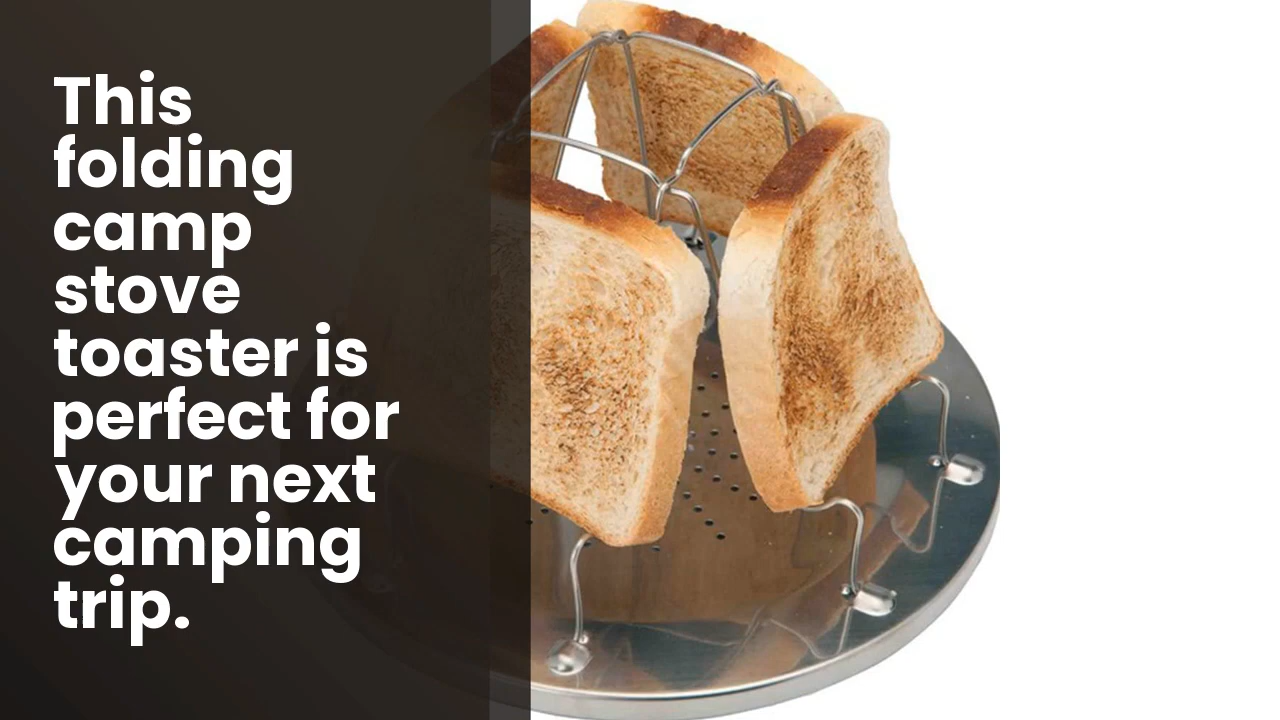 This
folding
camp
stove
toaster is
perfect for
your next
camping
trip.